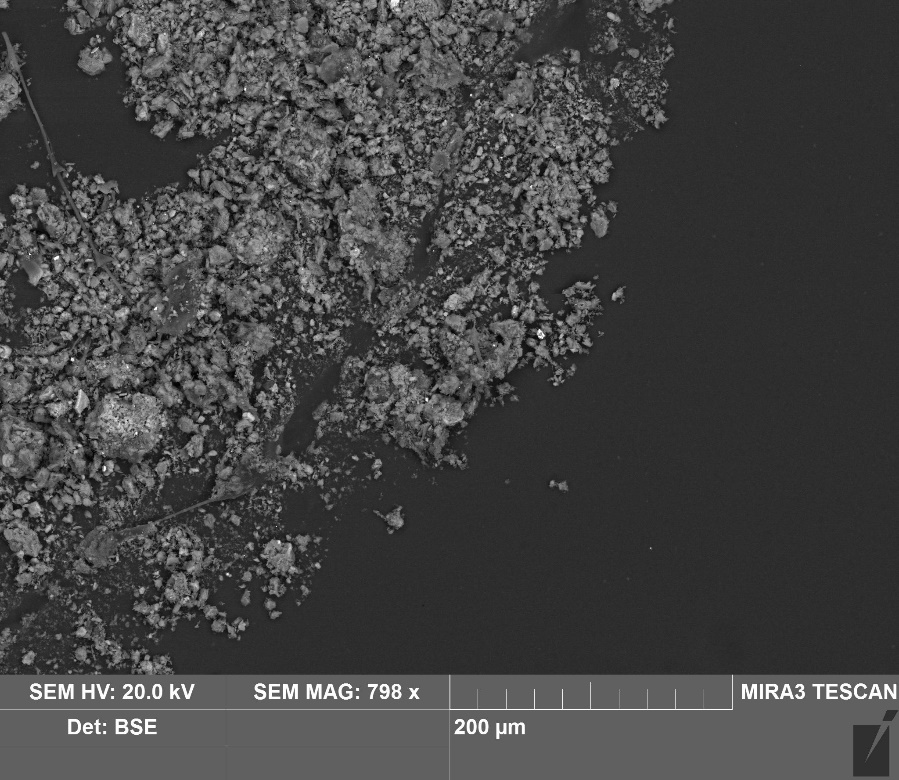 SEM HV: 20.0 kV
SEM MAG: 798 x
MIRA3 TESCAN
Det: BSE
200 µm